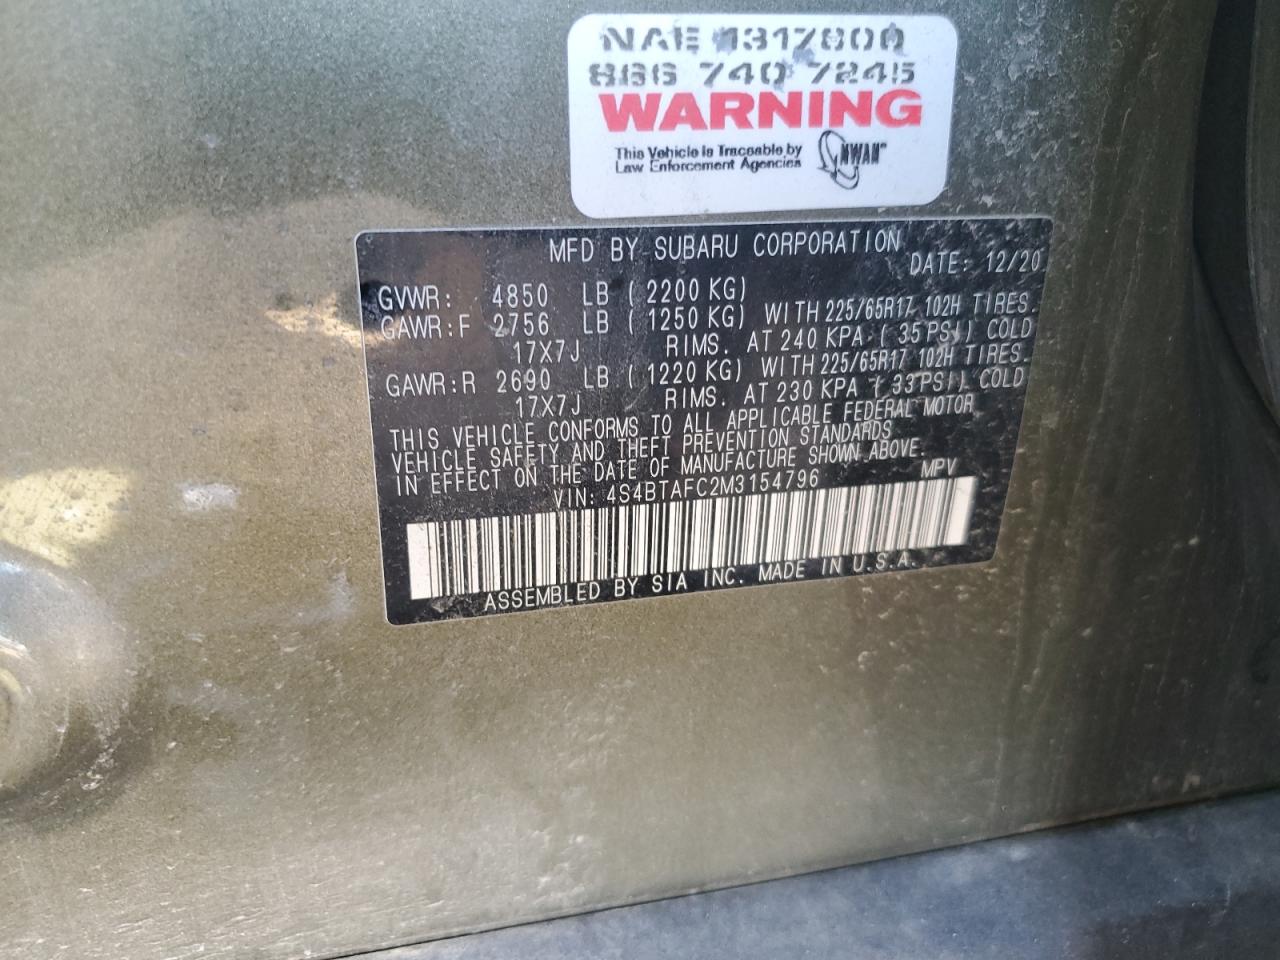 NAE 1317800
866 740 7245
WARNING
This Vehicle is Traceable by
Law Enforcement Agencies
NWAN
MFD BY SUBARU CORPORATION
DATE: 12/20
GVWR: 4850 LB (2200 KG)
GAWR:F 2756 LB (1250 KG) WITH 225/65R17 102H TIRES.
17X7J RIMS. AT 240 KPA (35 PSI) COLD
GAWR:R 2690 LB (1220 KG) WITH 225/65R17 102H TIRES.
17X7J RIMS. AT 230 KPA (33 PSI) COLD
THIS VEHICLE CONFORMS TO ALL APPLICABLE FEDERAL MOTOR
VEHICLE SAFETY AND THEFT PREVENTION STANDARDS
IN EFFECT ON THE DATE OF MANUFACTURE SHOWN ABOVE.
VIN: 4S4BTAFC2M3154796 MPV
ASSEMBLED BY SIA INC. MADE IN U.S.A.